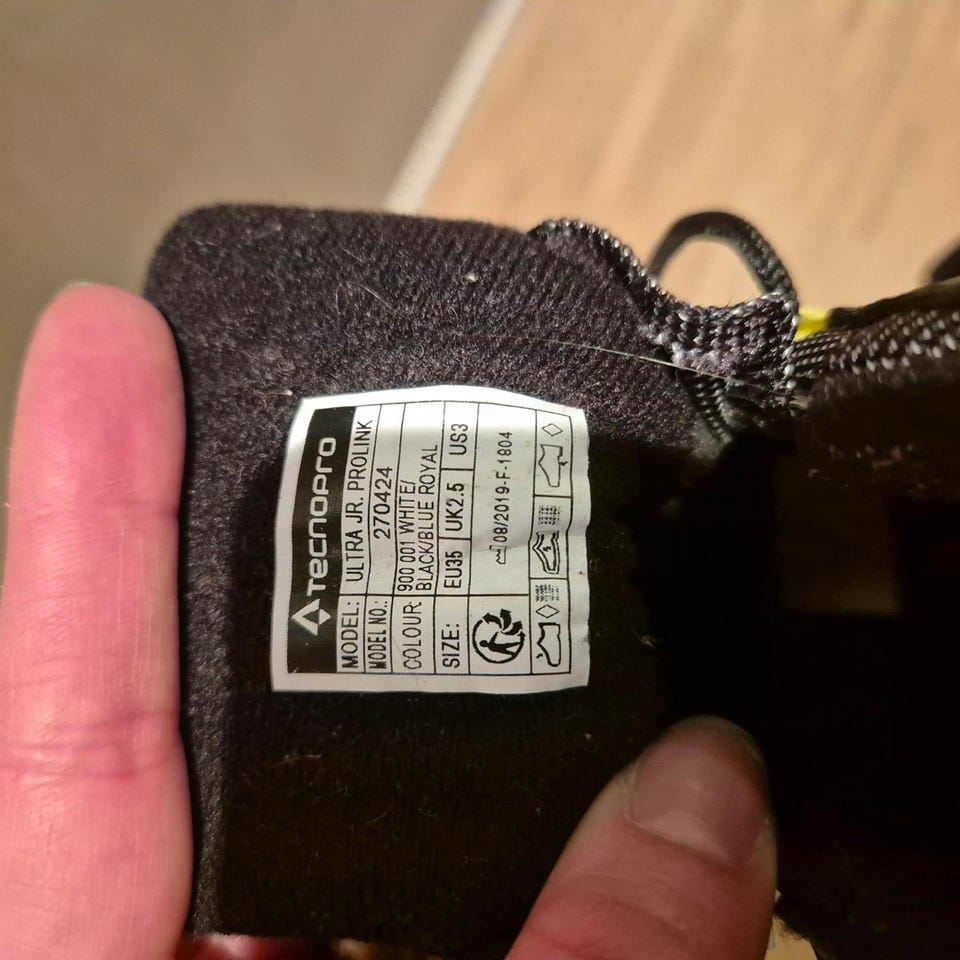 TECNOPRO
MODEL: ULTRA JR. PROLINK
MODEL NO.: 270424
COLOUR: 900 001 WHITE/
BLACK/BLUE ROYAL
SIZE: EU35 UK2.5 US3
08/2019-F-1804